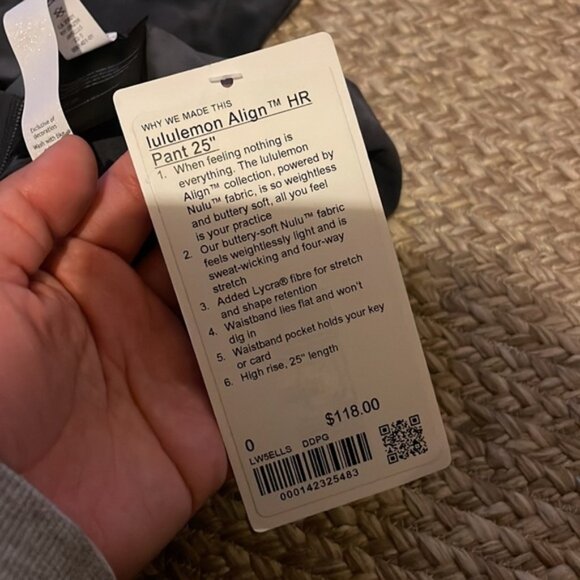 Exclusive of
decoration
WHY WE MADE THIS
lululemon Align™ HR
Pant 25"
1. When feeling nothing is
everything. The lululemon
Align™ collection, powered by
Nulu™ fabric, is so weightless
and buttery soft, all you feel
is your practice
2. Our buttery-soft Nulu™ fabric
feels weightlessly light and is
sweat-wicking and four-way
stretch
3. Added Lycra® fibre for stretch
and shape retention
4. Waistband lies flat and won't
dig in
5. Waistband pocket holds your key
or card
6. High rise, 25" length
0 $118.00
LW5ELLS DDPG
000142325483